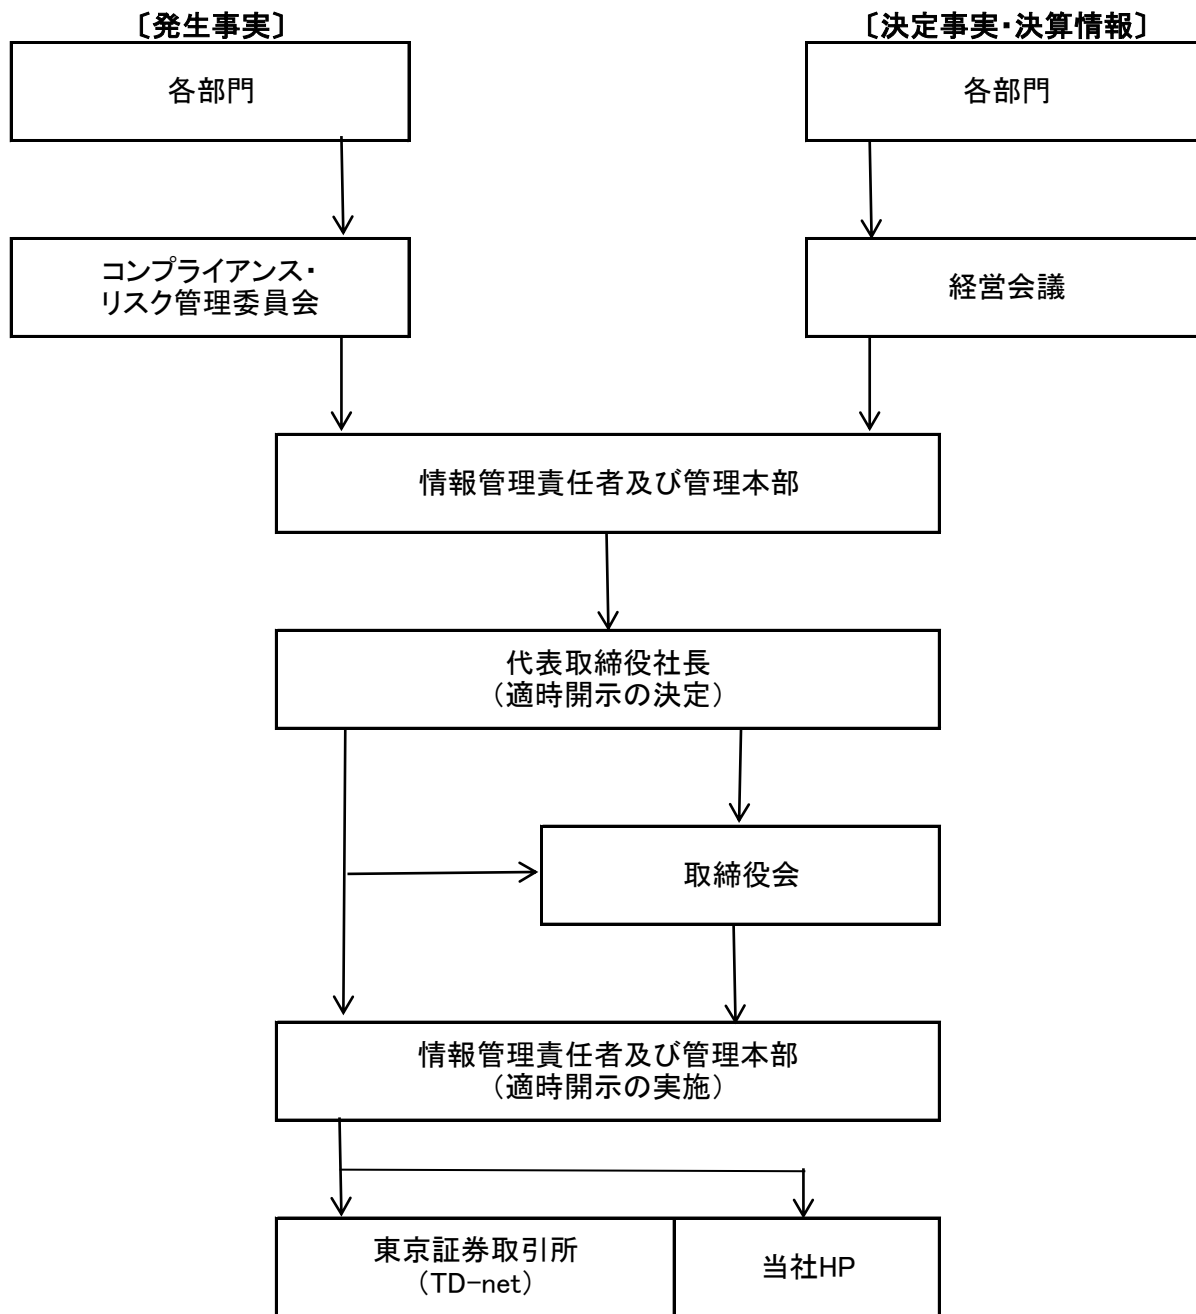 〔発生事実〕
〔決定事実・決算情報〕
各部門
各部門
コンプライアンス・
リスク管理委員会
経営会議
情報管理責任者及び管理本部
代表取締役社長
（適時開示の決定）
取締役会
情報管理責任者及び管理本部
（適時開示の実施）
東京証券取引所
（TD-net）
当社HP